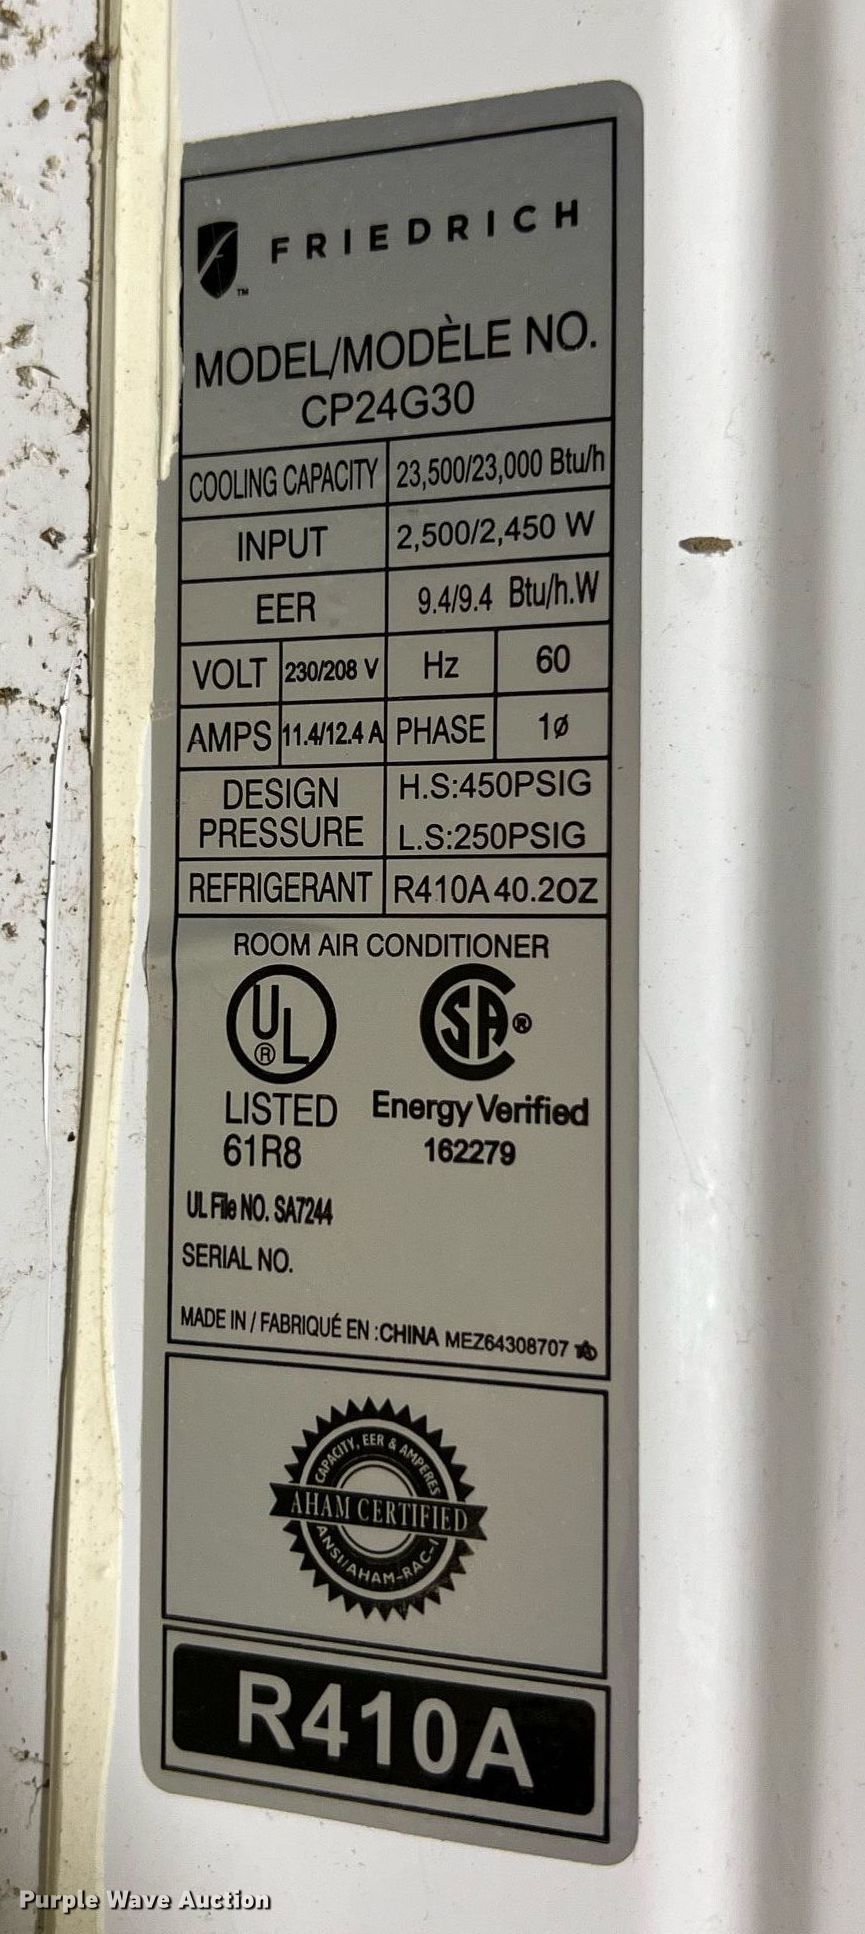 FRIEDRICH
TM
MODEL/MODÈLE NO.
CP24G30
COOLING CAPACITY 23,500/23,000 Btu/h
INPUT 2,500/2,450 W
EER 9.4/9.4 Btu/h.W
VOLT 230/208 V Hz 60
AMPS 11.4/12.4 A PHASE 1ø
DESIGN PRESSURE H.S:450PSIG
L.S:250PSIG
REFRIGERANT R410A 40.2OZ
ROOM AIR CONDITIONER
UL ® SA ®
LISTED Energy Verified
61R8 162279
UL File NO. SA7244
SERIAL NO.
MADE IN / FABRIQUÉ EN :CHINA MEZ64308707
CAPACITY, EER & AMPERES
AHAM CERTIFIED
ANSI/AHAM-RAC-1
R410A
Purple Wave Auction